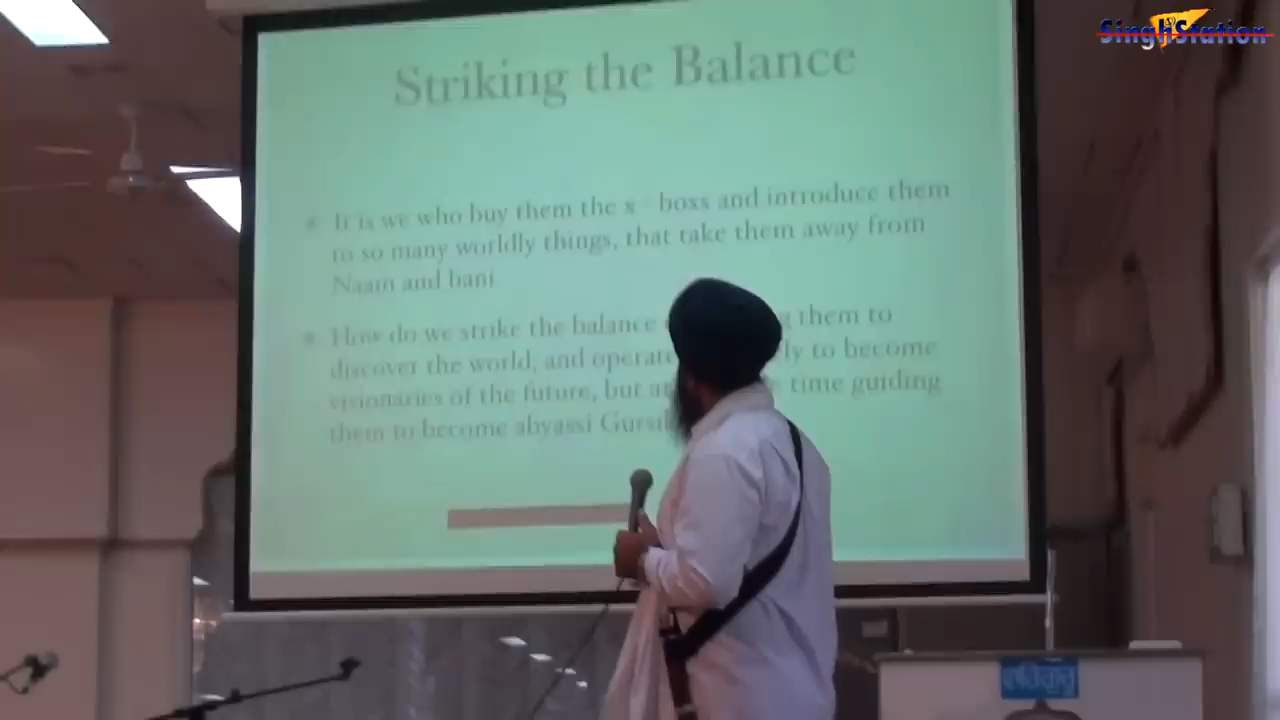 SinghStation
Striking the Balance
It is we who buy them the x - boxs and introduce them
to so many worldly things, that take them away from
Naam and bani
How do we strike the balance them to
discover the world, and operate to become
visionaries of the future, but time guiding
them to become abyassi
ਵਾਹਿਗੁਰੂ